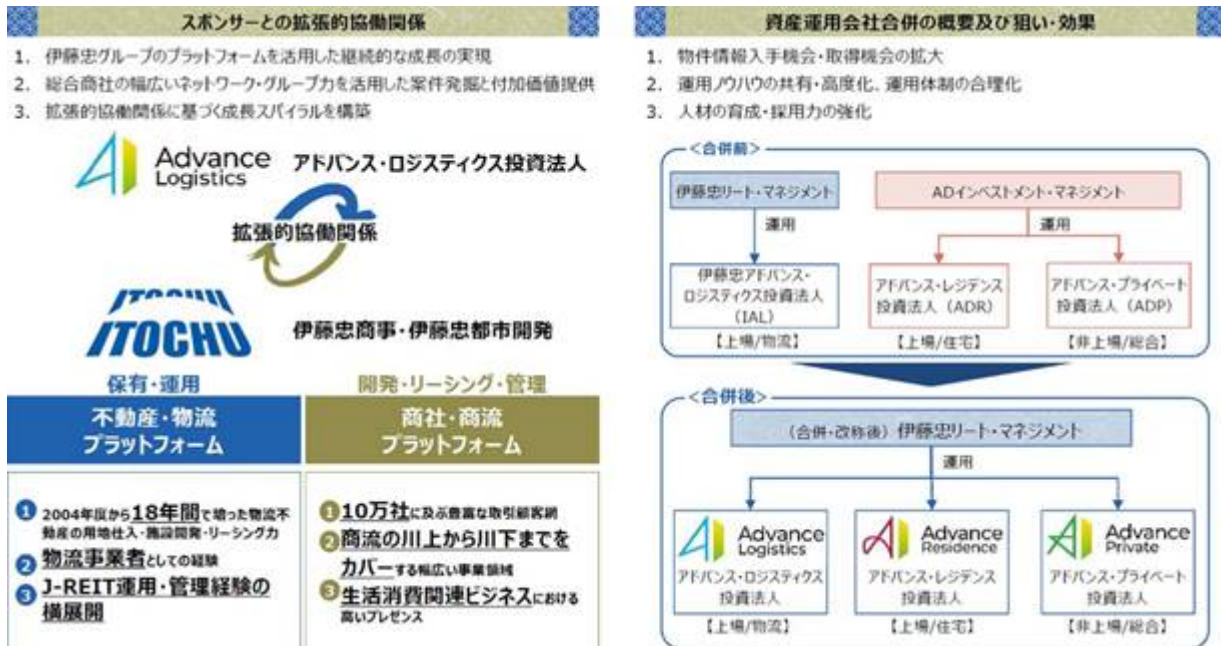 スポンサーとの拡張的協働関係
1. 伊藤忠グループのプラットフォームを活用した継続的な成長の実現
2. 総合商社の幅広いネットワーク・グループ力を活用した案件発掘と付加価値提供
3. 拡張的協働関係に基づく成長スパイラルを構築
Advance
Logistics
アドバンス・ロジスティクス投資法人
拡張的協働関係
ITOCHU
ITOCHU
伊藤忠商事・伊藤忠都市開発
保有・運用
不動産・物流
プラットフォーム
1 2004年度から18年間で培った物流不
動産の用地仕入・施設開発・リーシング力
2 物流事業者としての経験
3 J-REIT運用・管理経験の
横展開
開発・リーシング・管理
商社・商流
プラットフォーム
1 10万社に及ぶ豊富な取引顧客網
2 商流の川上から川下までを
カバーする幅広い事業領域
3 生活消費関連ビジネスにおける
高いプレゼンス
資産運用会社合併の概要及び狙い・効果
1. 物件情報入手機会・取得機会の拡大
2. 運用ノウハウの共有・高度化、運用体制の合理化
3. 人材の育成・採用力の強化
<合併前>
伊藤忠リート・マネジメント
運用
伊藤忠アドバンス・
ロジスティクス投資法人
(IAL)
【上場/物流】
ADインベストメント・マネジメント
運用
アドバンス・レジデンス
投資法人（ADR）
【上場/住宅】
アドバンス・プライベート
投資法人（ADP）
【非上場/総合】
<合併後>
（合併・改称後）伊藤忠リート・マネジメント
運用
Advance
Logistics
アドバンス・ロジスティクス
投資法人
【上場/物流】
Advance
Residence
アドバンス・レジデンス
投資法人
【上場/住宅】
Advance
Private
アドバンス・プライベート
投資法人
【非上場/総合】